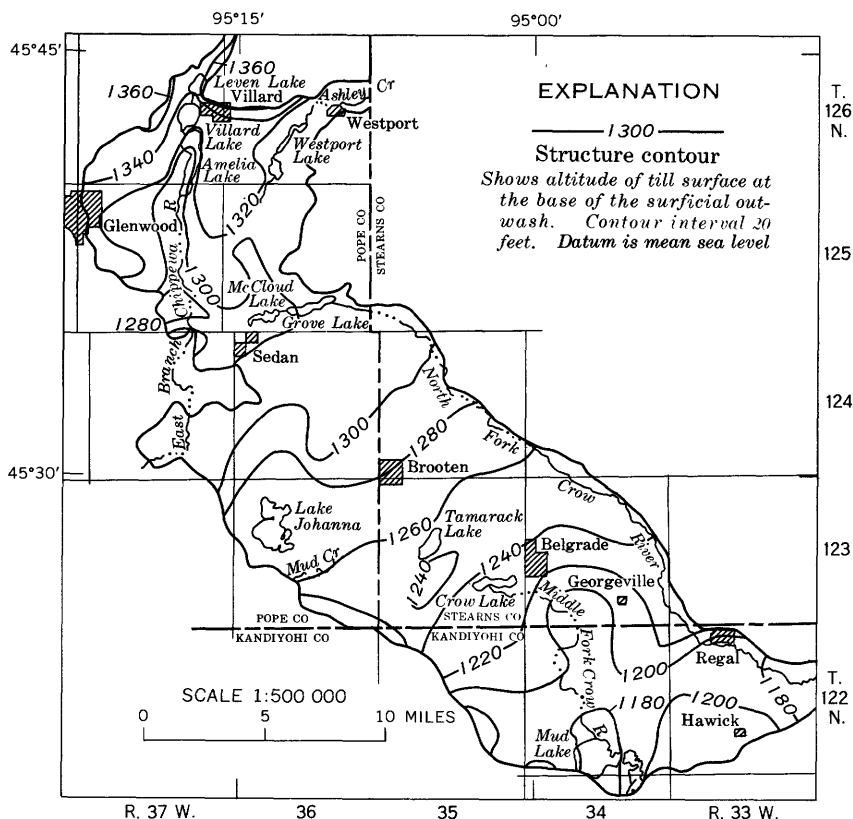 95°15'
95°00'
45°45'
1360
Leven Lake
Villard
1360
Ashley
Cr
Westport
Villard
Lake
Westport
Lake
1340
Amelia
Lake
1320
Glenwood
R
Chippewa
POPE CO
STEARNS CO
1300
McCloud
Lake
Grove Lake
1280
Sedan
Branch
East
North
Fork
Crow
River
1300
1280
45°30'
Brooten
Lake
Johanna
1260
Tamarack
Lake
Mud Cr
1240
1240
Belgrade
Georgeville
Crow Lake
Middle
Fork Crow
R
POPE CO
KANDIYOHI CO
STEARNS CO
KANDIYOHI CO
1220
1200
Regal
1180
1180
1200
Hawick
Mud
Lake
EXPLANATION
1300
Structure contour
Shows altitude of till surface at
the base of the surficial out-
wash. Contour interval 20
feet. Datum is mean sea level
T.
126
N.
125
124
123
T.
122
N.
SCALE 1:500 000
0
5
10 MILES
R. 37 W.
36
35
34
R. 33 W.